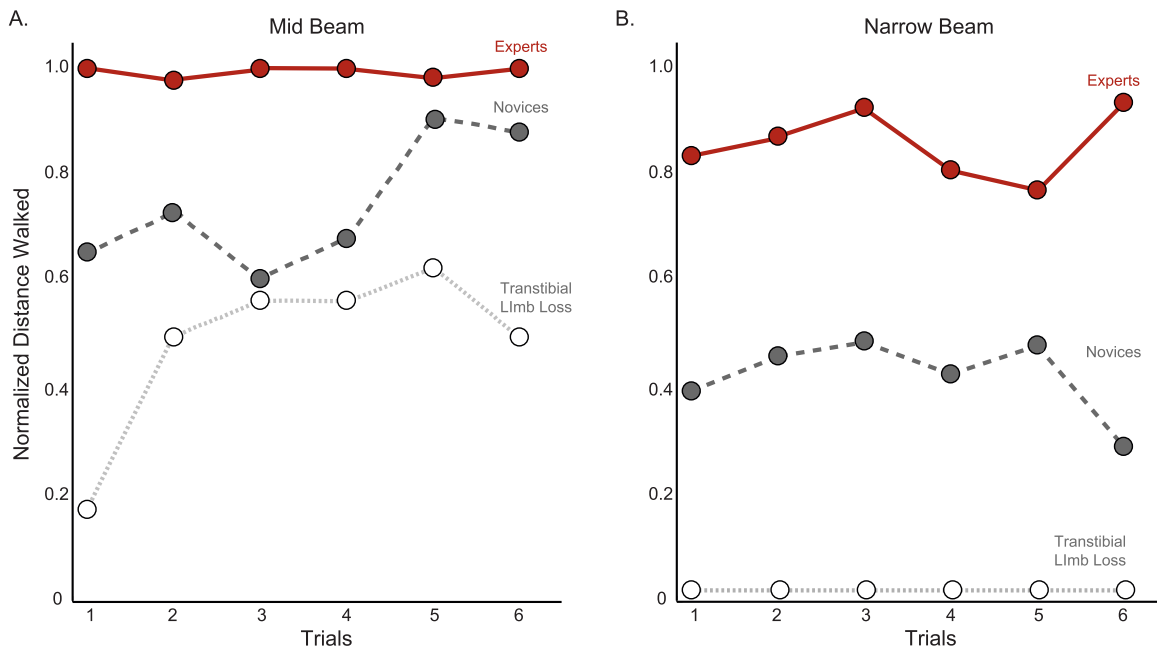 A.
Mid Beam
Experts
Novices
Transtibial
LImb Loss
Normalized Distance Walked
1.0
0.8
0.6
0.4
0.2
0
1 2 3 4 5 6
Trials
B.
Narrow Beam
Experts
Novices
Transtibial
LImb Loss
1.0
0.8
0.6
0.4
0.2
0
1 2 3 4 5 6
Trials